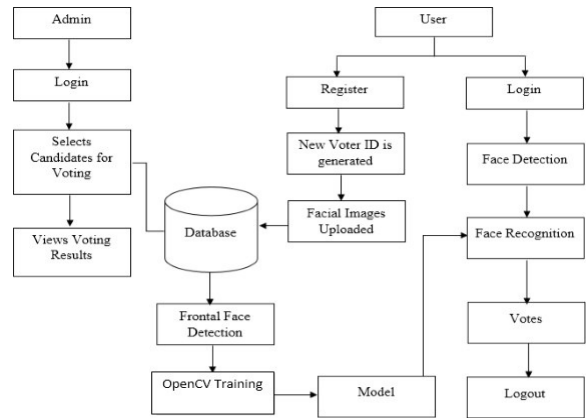 Admin
User
Login
Register
Login
Selects
Candidates for
Voting
New Voter ID is
generated
Face Detection
Views Voting
Results
Database
Facial Images
Uploaded
Face Recognition
Frontal Face
Detection
Votes
OpenCV Training
Model
Logout